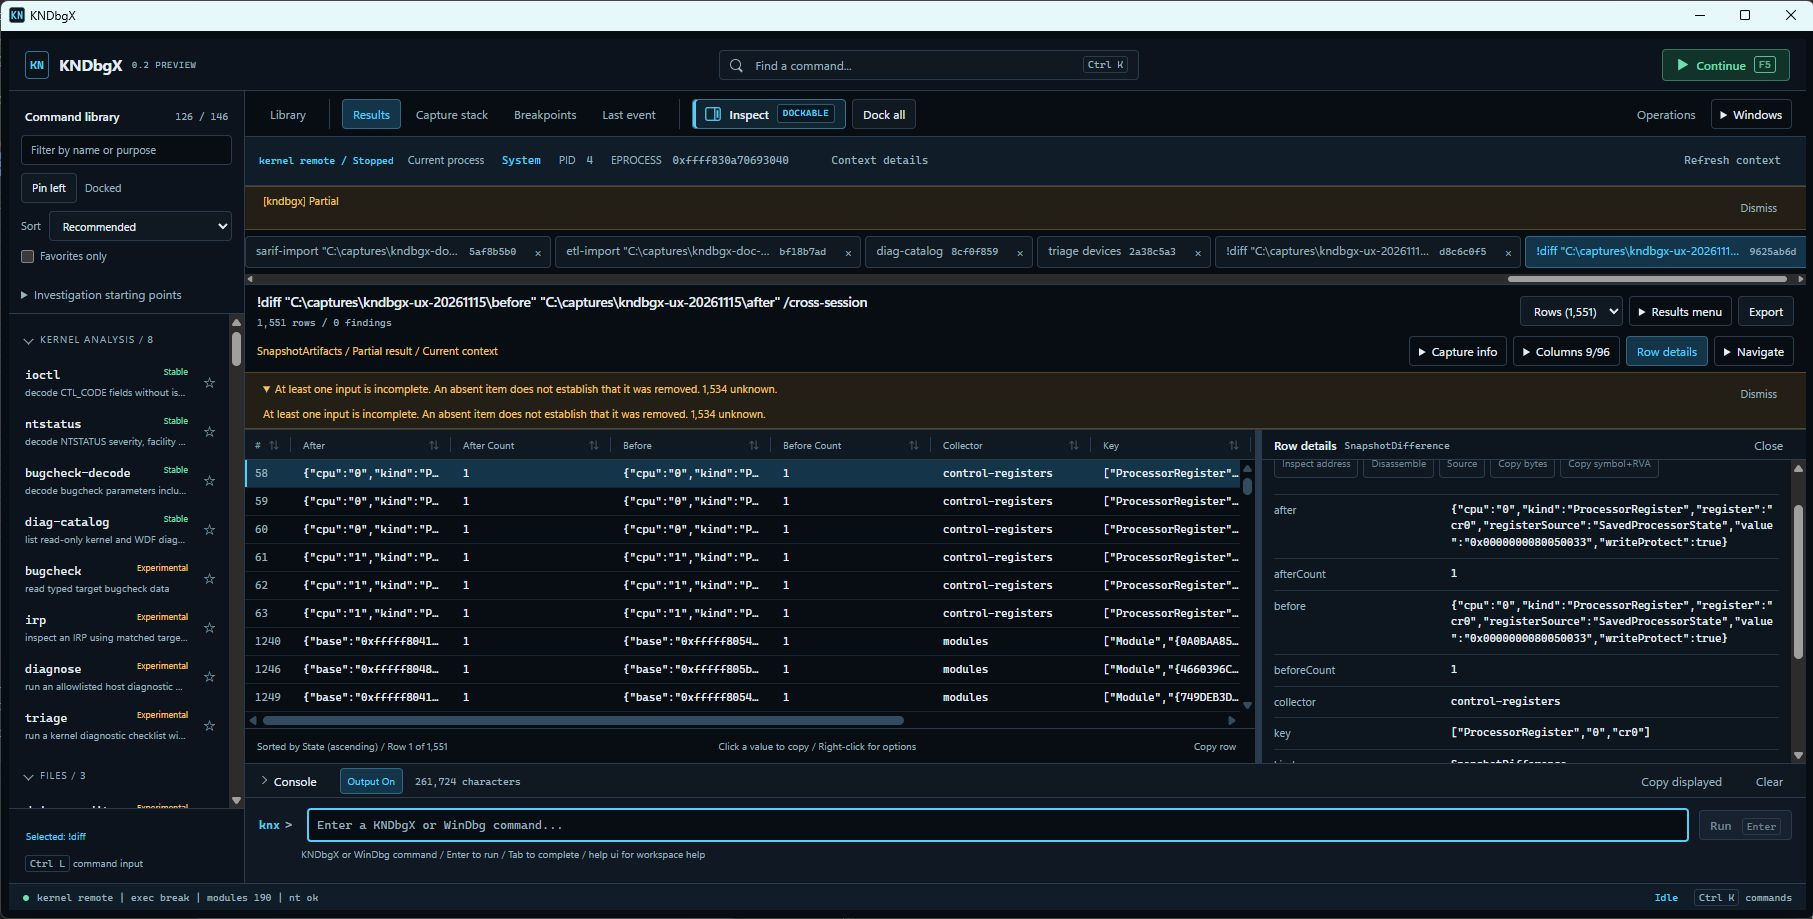 KN KNDbgX
KN KNDbgX 0.2 PREVIEW
Find a command... Ctrl K
Continue F5
Command library 126 / 146
Filter by name or purpose
Pin left Docked
Sort Recommended
Favorites only
Investigation starting points
KERNEL ANALYSIS / 8
ioctl Stable
decode CTL_CODE fields without is...
ntstatus Stable
decode NTSTATUS severity, facility ...
bugcheck-decode Stable
decode bugcheck parameters inclu...
diag-catalog Stable
list read-only kernel and WDF diag...
bugcheck Experimental
read typed target bugcheck data
irp Experimental
inspect an IRP using matched targe...
diagnose Experimental
run an allowlisted host diagnostic ...
triage Experimental
run a kernel diagnostic checklist wi...
FILES / 3
Experimental
Selected: !diff
Ctrl L command input
Library Results Capture stack Breakpoints Last event Inspect DOCKABLE Dock all Operations Windows
kernel remote / Stopped Current process System PID 4 EPROCESS 0xffff830a70693040 Context details Refresh context
[kndbgx] Partial
Dismiss
sarif-import "C:\captures\kndbgx-do... 5af8b5b0 × etl-import "C:\captures\kndbgx-doc-... bf18b7ad × diag-catalog 8cf0f859 × triage devices 2a38c5a3 × !diff "C:\captures\kndbgx-ux-2026111... d8c6c0f5 × !diff "C:\captures\kndbgx-ux-2026111... 9625ab6d
!diff "C:\captures\kndbgx-ux-20261115\before" "C:\captures\kndbgx-ux-20261115\after" /cross-session
1,551 rows / 0 findings
Rows (1,551) Results menu Export
SnapshotArtifacts / Partial result / Current context
Capture info Columns 9/96 Row details Navigate
At least one input is incomplete. An absent item does not establish that it was removed. 1,534 unknown.
Dismiss
At least one input is incomplete. An absent item does not establish that it was removed. 1,534 unknown.
# After After Count Before Before Count Collector Key
58 {"cpu":"0","kind":"P... 1 {"cpu":"0","kind":"P... 1 control-registers ["ProcessorRegister"...
59 {"cpu":"0","kind":"P... 1 {"cpu":"0","kind":"P... 1 control-registers ["ProcessorRegister"...
60 {"cpu":"0","kind":"P... 1 {"cpu":"0","kind":"P... 1 control-registers ["ProcessorRegister"...
61 {"cpu":"1","kind":"P... 1 {"cpu":"1","kind":"P... 1 control-registers ["ProcessorRegister"...
62 {"cpu":"1","kind":"P... 1 {"cpu":"1","kind":"P... 1 control-registers ["ProcessorRegister"...
63 {"cpu":"1","kind":"P... 1 {"cpu":"1","kind":"P... 1 control-registers ["ProcessorRegister"...
1240 {"base":"0xfffff8041... 1 {"base":"0xfffff8054... 1 modules ["Module","{0A0BAA85...
1246 {"base":"0xfffff8048... 1 {"base":"0xfffff805b... 1 modules ["Module","{4660396C...
1249 {"base":"0xfffff8041... 1 {"base":"0xfffff8054... 1 modules ["Module","{749DEB3D...
Sorted by State (ascending) / Row 1 of 1,551 Click a value to copy / Right-click for options Copy row
Row details SnapshotDifference Close
Inspect address Disassemble Source Copy bytes Copy symbol+RVA
after {"cpu":"0","kind":"ProcessorRegister","register":"
cr0","registerSource":"SavedProcessorState","value
":"0x0000000080050033","writeProtect":true}
afterCount 1
before {"cpu":"0","kind":"ProcessorRegister","register":"
cr0","registerSource":"SavedProcessorState","value
":"0x0000000080050033","writeProtect":true}
beforeCount 1
collector control-registers
key ["ProcessorRegister","0","cr0"]
SnapshotDifference
Console Output On 261,724 characters Copy displayed Clear
knx > Enter a KNDbgX or WinDbg command... Run Enter
KNDbgX or WinDbg command / Enter to run / Tab to complete / help ui for workspace help
kernel remote | exec break | modules 190 | nt ok Idle Ctrl K commands